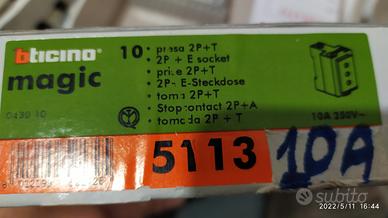 bticino
magic
10 • presa 2P+T
• 2P + E socket
• prise 2P+T
• 2P+E-Steckdose
• toma 2P+T
• Stopcontact 2P+A
• tomada 2P + T
10A 250V~
5113
10A
subito
2022/5/11 16:44